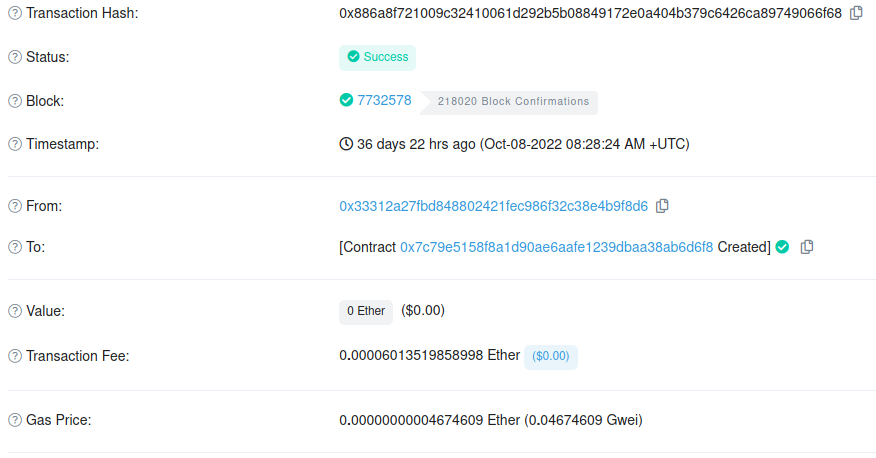 Transaction Hash: 0x886a8f721009c32410061d292b5b08849172e0a404b379c6426ca89749066f68
Status: Success
Block: 7732578 218020 Block Confirmations
Timestamp: 36 days 22 hrs ago (Oct-08-2022 08:28:24 AM +UTC)
From: 0x33312a27fbd848802421fec986f32c38e4b9f8d6
To: [Contract 0x7c79e5158f8a1d90ae6aafe1239dbaa38ab6d6f8 Created]
Value: 0 Ether ($0.00)
Transaction Fee: 0.00006013519858998 Ether ($0.00)
Gas Price: 0.00000000004674609 Ether (0.04674609 Gwei)